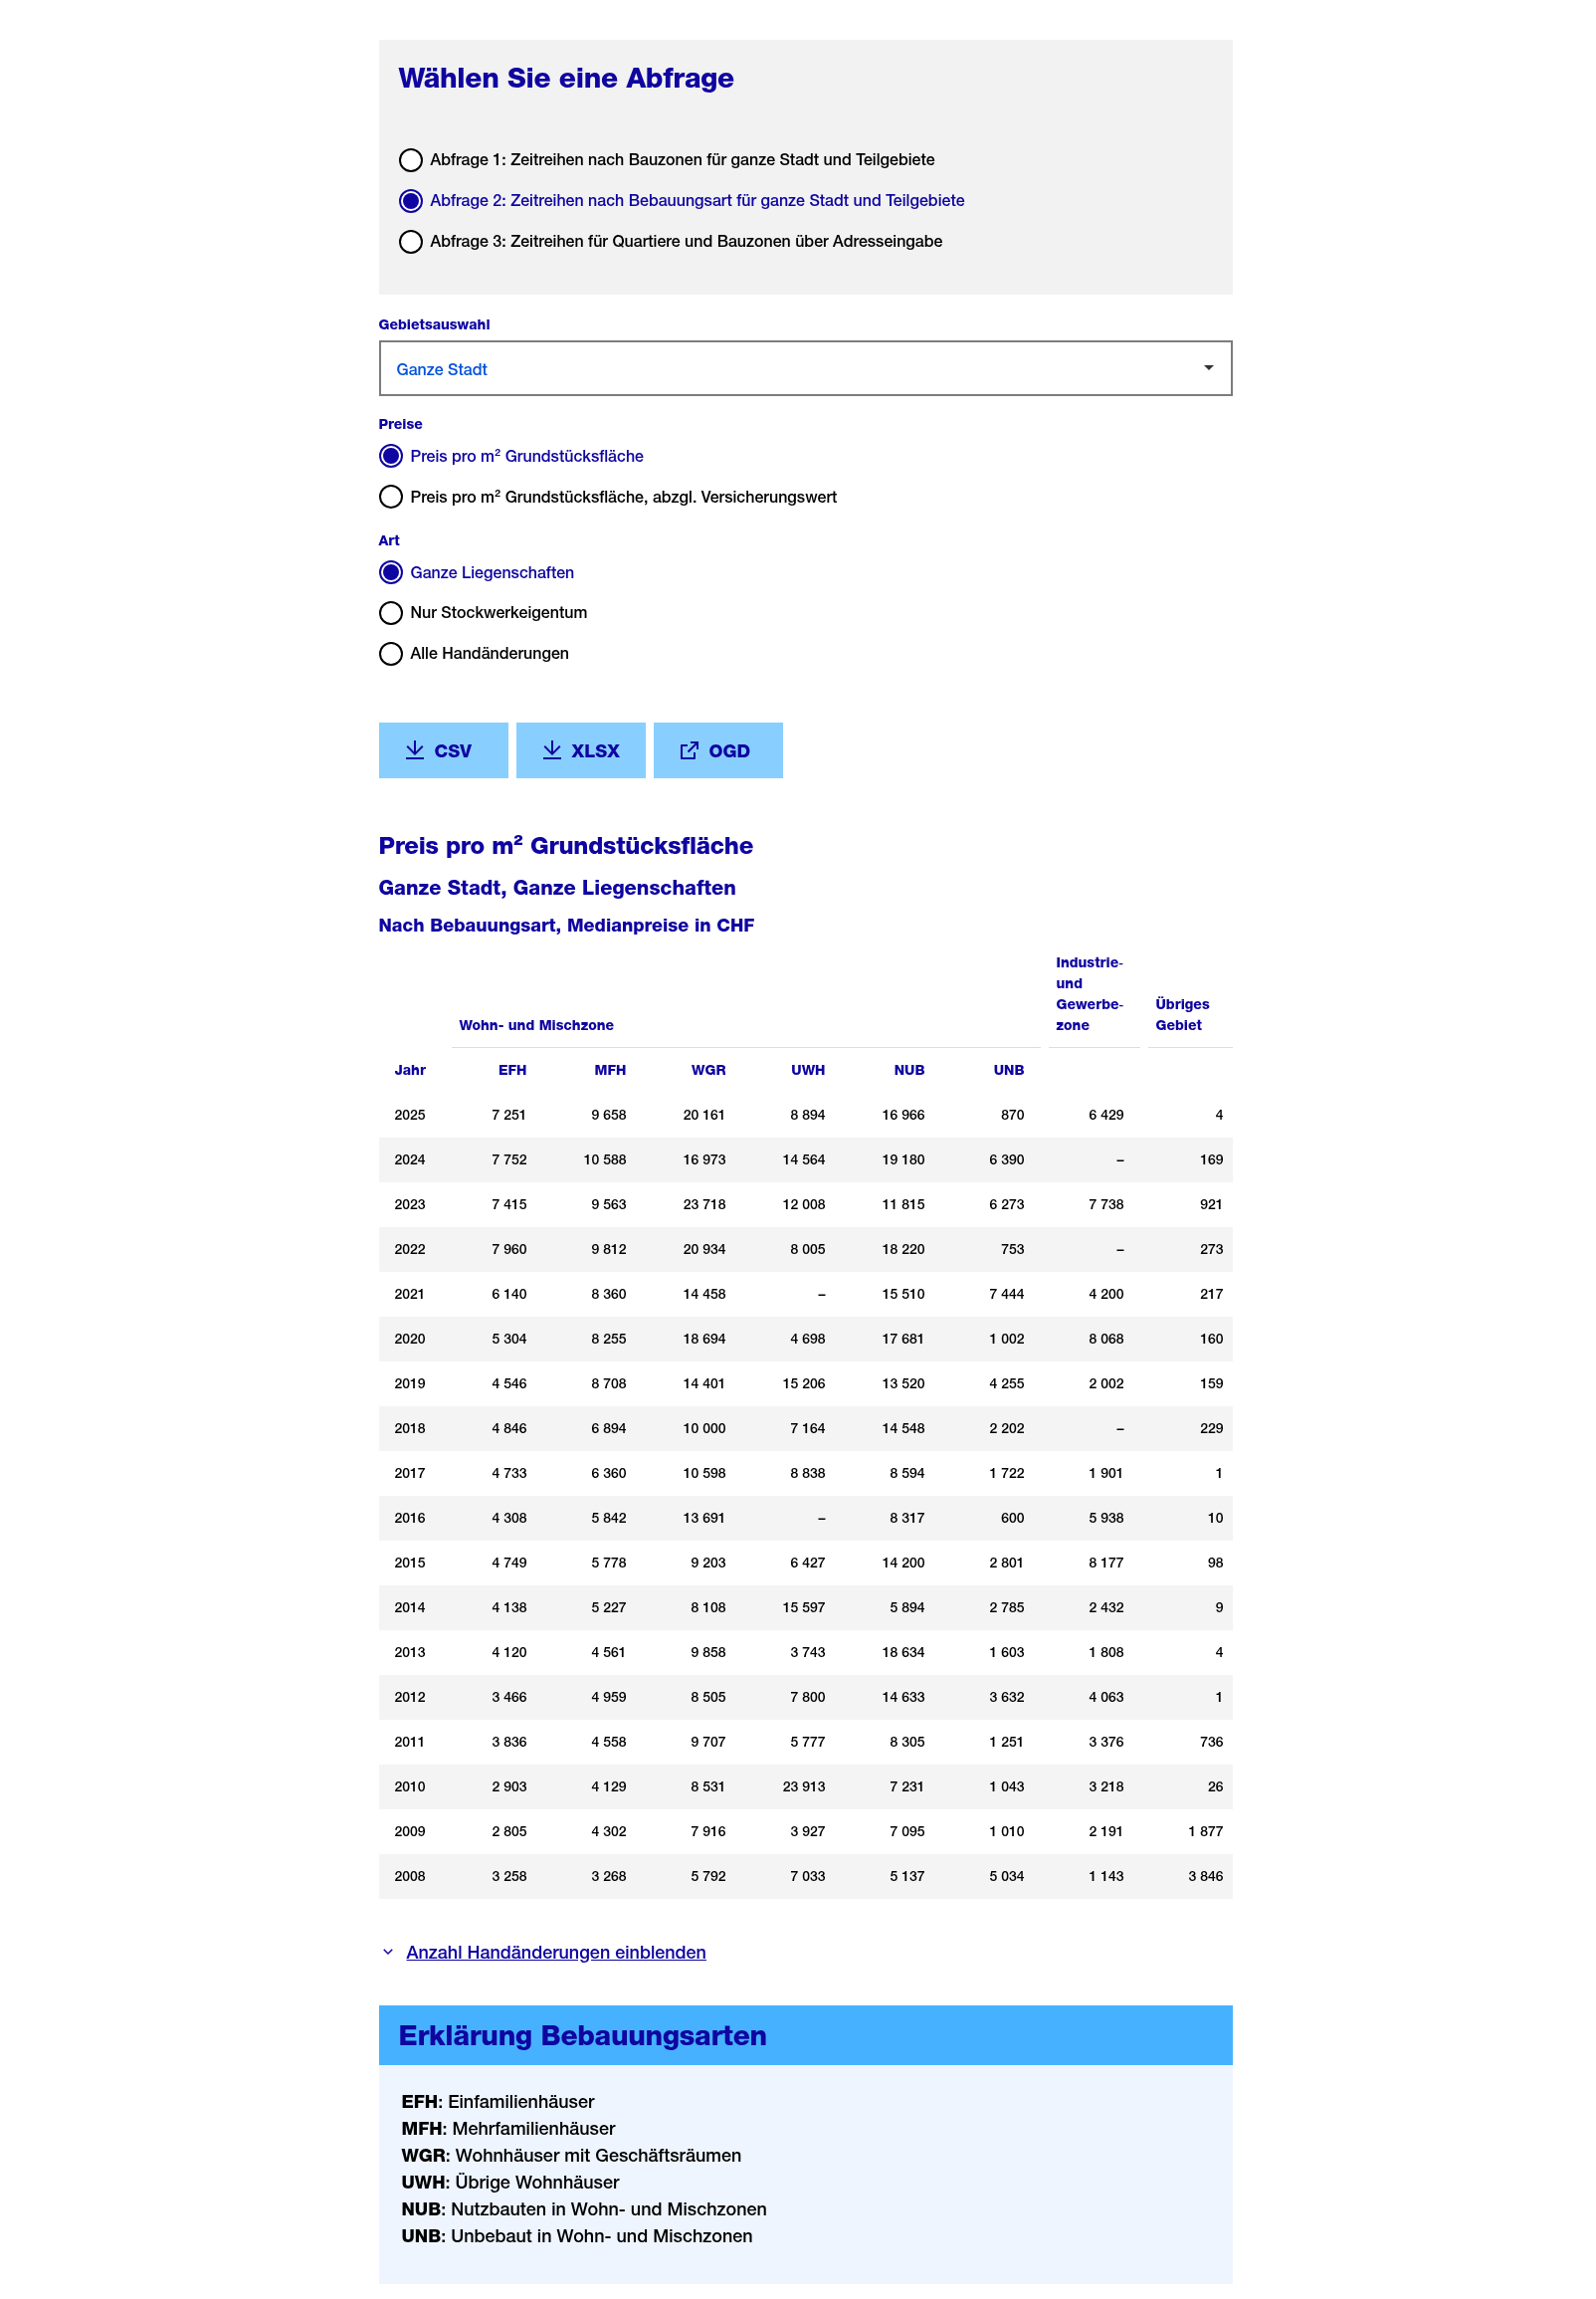 Wählen Sie eine Abfrage
Abfrage 1: Zeitreihen nach Bauzonen für ganze Stadt und Teilgebiete
Abfrage 2: Zeitreihen nach Bebauungsart für ganze Stadt und Teilgebiete
Abfrage 3: Zeitreihen für Quartiere und Bauzonen über Adresseingabe
Gebietsauswahl
Ganze Stadt
Preise
Preis pro m² Grundstücksfläche
Preis pro m² Grundstücksfläche, abzgl. Versicherungswert
Art
Ganze Liegenschaften
Nur Stockwerkeigentum
Alle Handänderungen
CSV XLSX OGD
Preis pro m² Grundstücksfläche
Ganze Stadt, Ganze Liegenschaften
Nach Bebauungsart, Medianpreise in CHF
Wohn- und Mischzone
Industrie-
und
Gewerbe-
zone
Übriges
Gebiet
Jahr EFH MFH WGR UWH NUB UNB
2025 7 251 9 658 20 161 8 894 16 966 870 6 429 4
2024 7 752 10 588 16 973 14 564 19 180 6 390 – 169
2023 7 415 9 563 23 718 12 008 11 815 6 273 7 738 921
2022 7 960 9 812 20 934 8 005 18 220 753 – 273
2021 6 140 8 360 14 458 – 15 510 7 444 4 200 217
2020 5 304 8 255 18 694 4 698 17 681 1 002 8 068 160
2019 4 546 8 708 14 401 15 206 13 520 4 255 2 002 159
2018 4 846 6 894 10 000 7 164 14 548 2 202 – 229
2017 4 733 6 360 10 598 8 838 8 594 1 722 1 901 1
2016 4 308 5 842 13 691 – 8 317 600 5 938 10
2015 4 749 5 778 9 203 6 427 14 200 2 801 8 177 98
2014 4 138 5 227 8 108 15 597 5 894 2 785 2 432 9
2013 4 120 4 561 9 858 3 743 18 634 1 603 1 808 4
2012 3 466 4 959 8 505 7 800 14 633 3 632 4 063 1
2011 3 836 4 558 9 707 5 777 8 305 1 251 3 376 736
2010 2 903 4 129 8 531 23 913 7 231 1 043 3 218 26
2009 2 805 4 302 7 916 3 927 7 095 1 010 2 191 1 877
2008 3 258 3 268 5 792 7 033 5 137 5 034 1 143 3 846
Anzahl Handänderungen einblenden
Erklärung Bebauungsarten
EFH: Einfamilienhäuser
MFH: Mehrfamilienhäuser
WGR: Wohnhäuser mit Geschäftsräumen
UWH: Übrige Wohnhäuser
NUB: Nutzbauten in Wohn- und Mischzonen
UNB: Unbebaut in Wohn- und Mischzonen